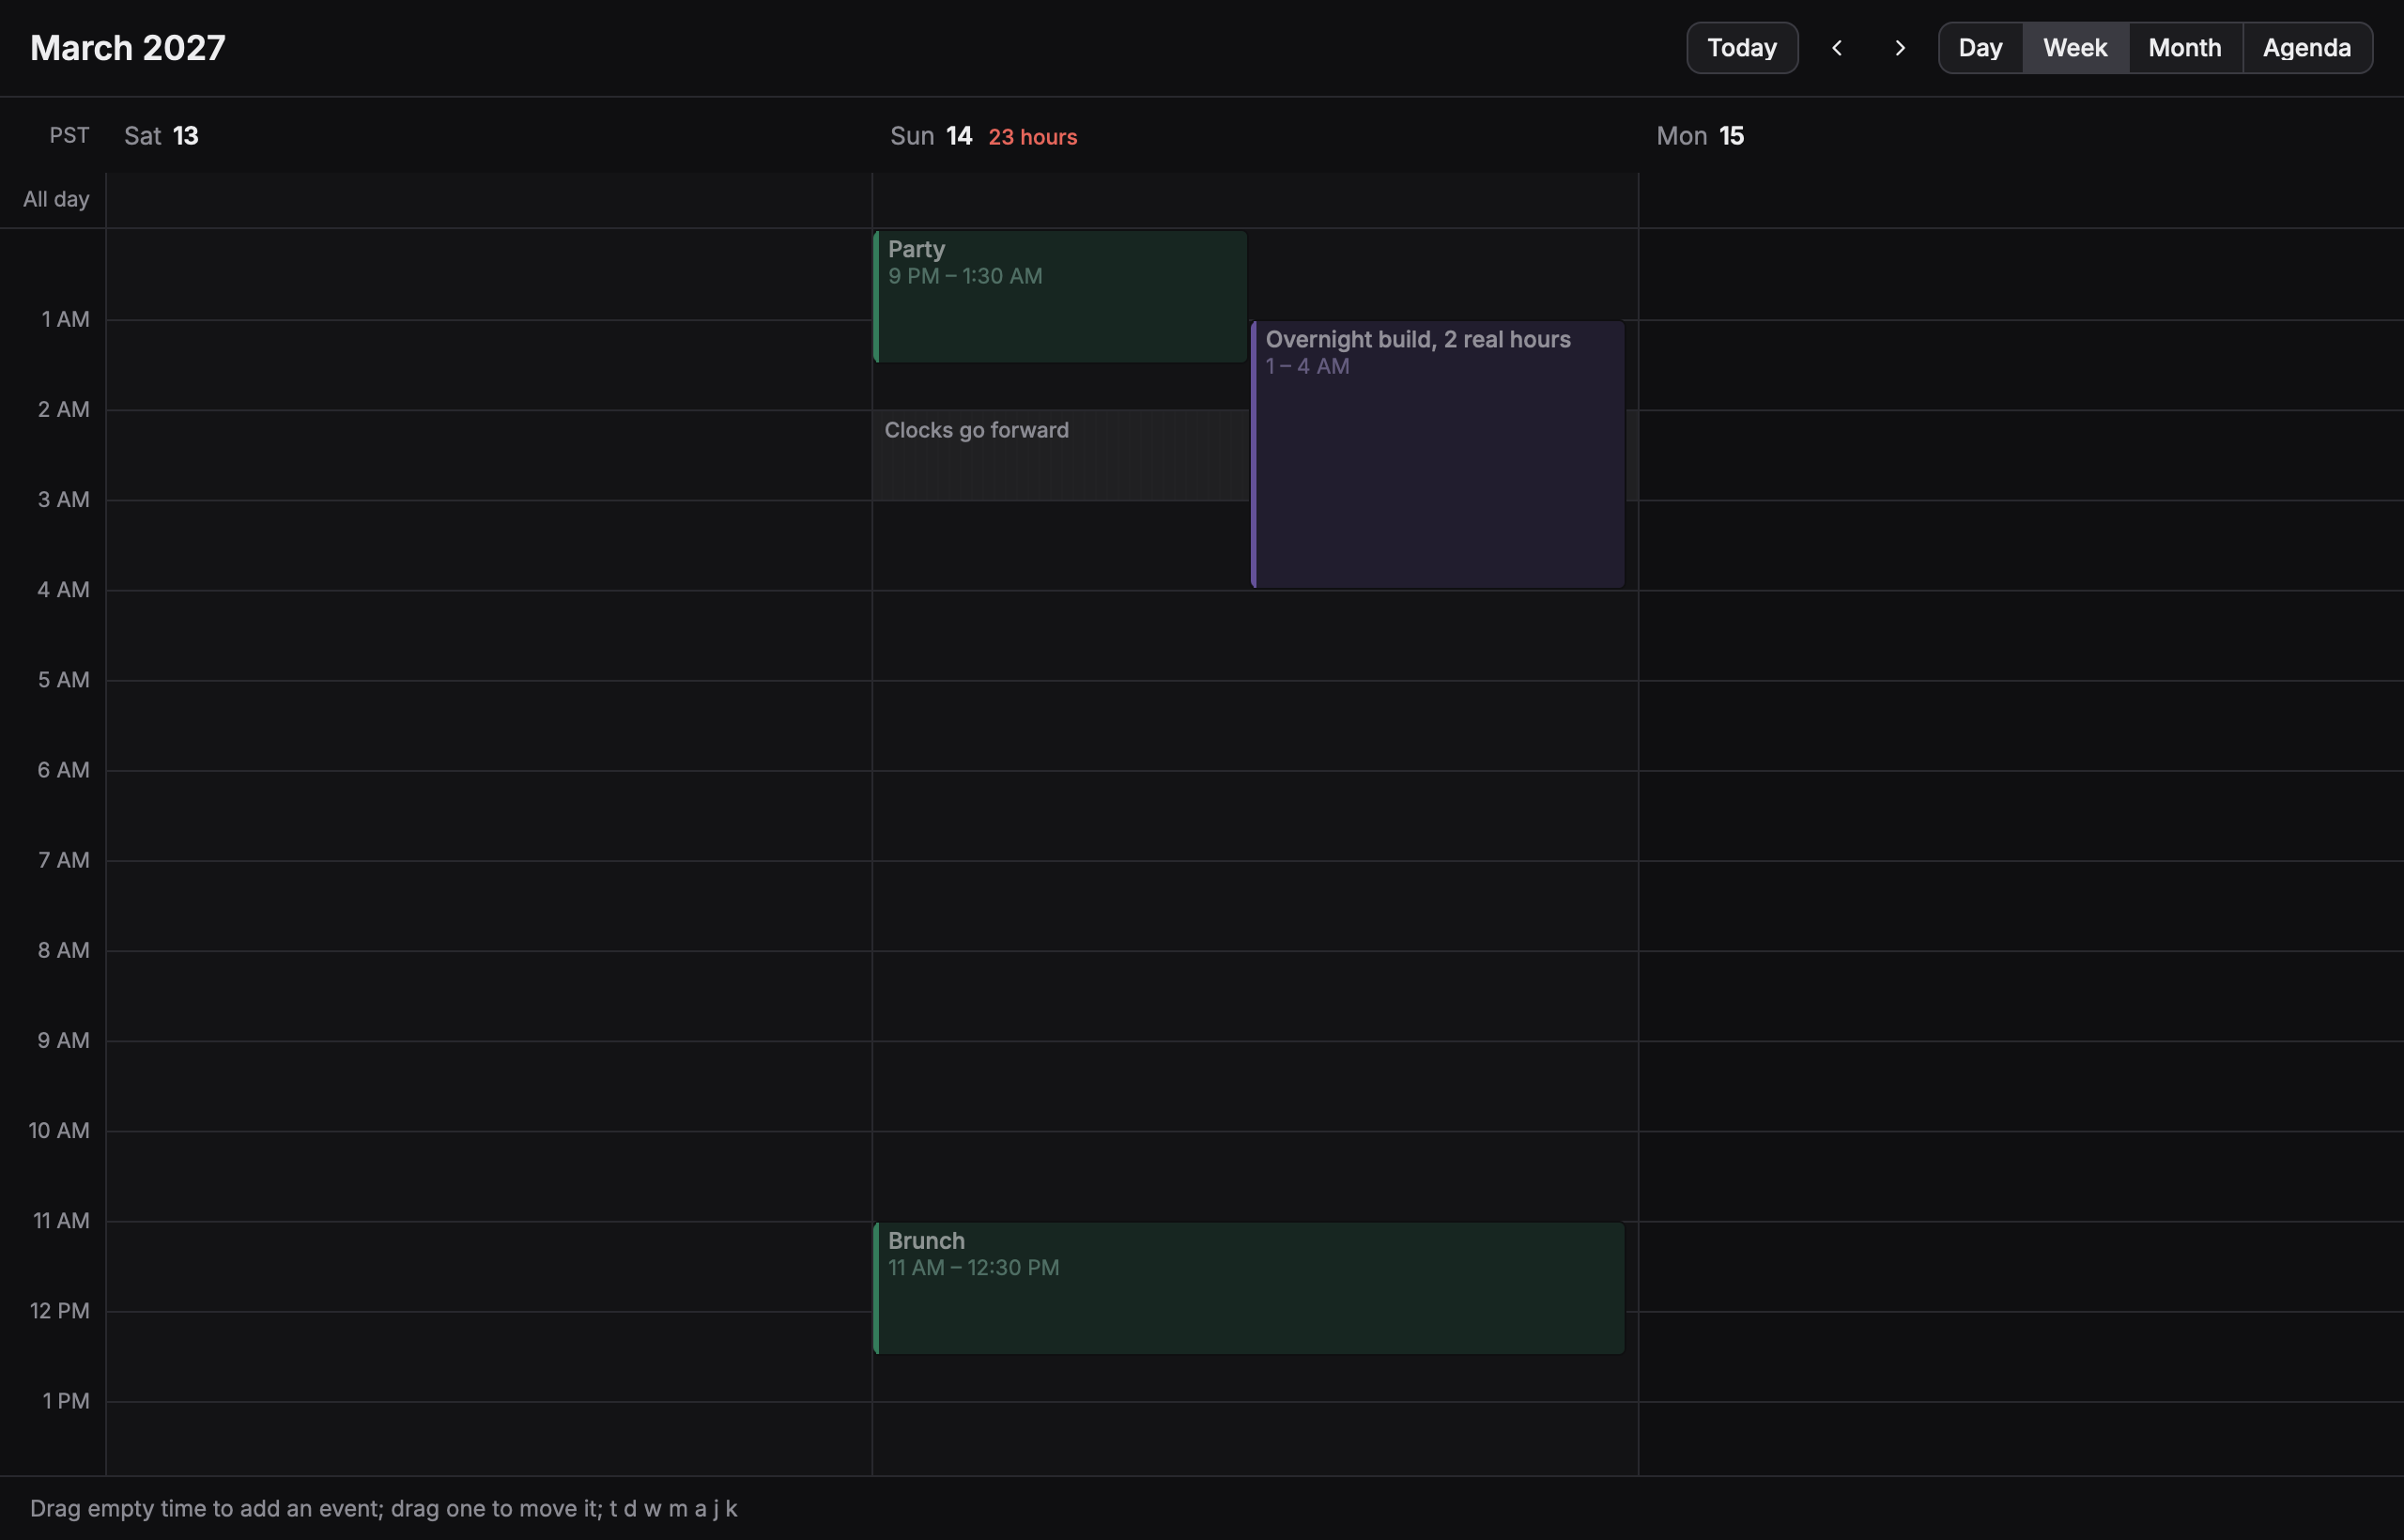 March 2027
Today
Day
Week
Month
Agenda
PST
Sat 13
Sun 14 23 hours
Mon 15
All day
Party
9 PM – 1:30 AM
1 AM
Overnight build, 2 real hours
1 – 4 AM
2 AM
Clocks go forward
3 AM
4 AM
5 AM
6 AM
7 AM
8 AM
9 AM
10 AM
11 AM
Brunch
11 AM – 12:30 PM
12 PM
1 PM
Drag empty time to add an event; drag one to move it; t d w m a j k